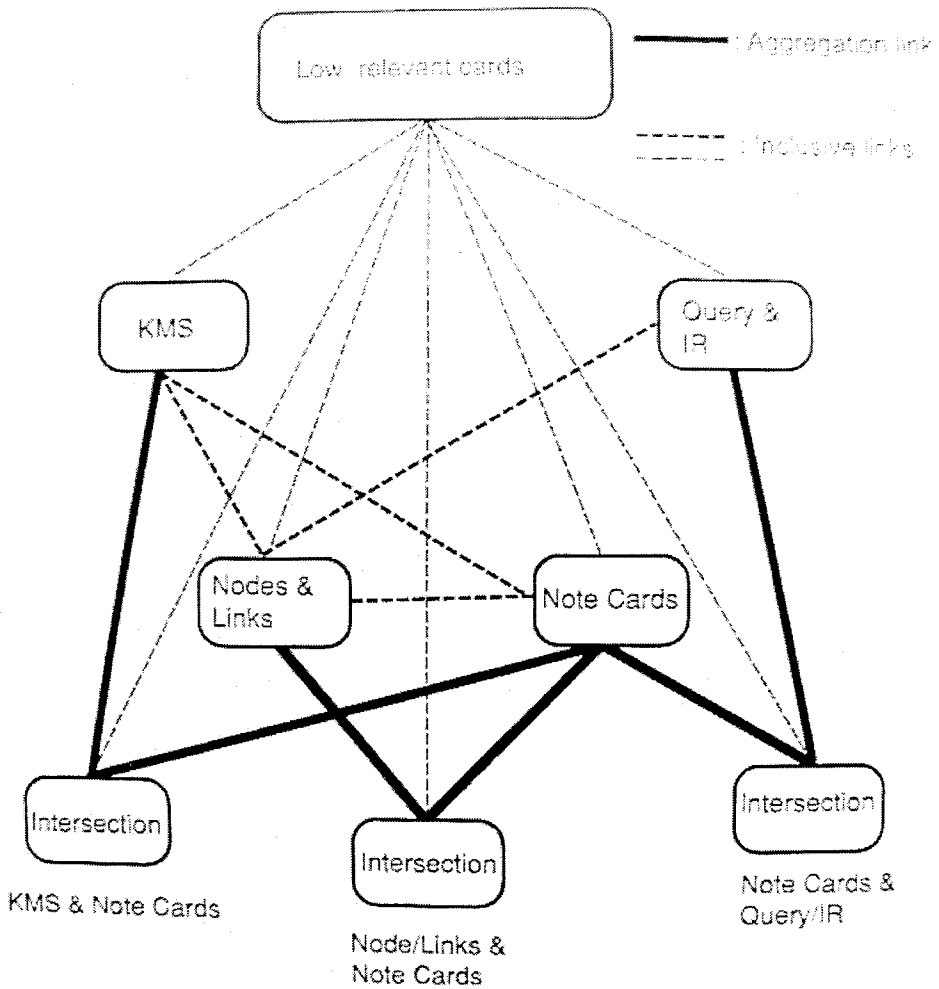 Low relevant cards
: Aggregation link
: Inclusive links
KMS
Query &
IR
Nodes &
Links
Note Cards
Intersection
Intersection
Intersection
KMS & Note Cards
Node/Links &
Note Cards
Note Cards &
Query/IR